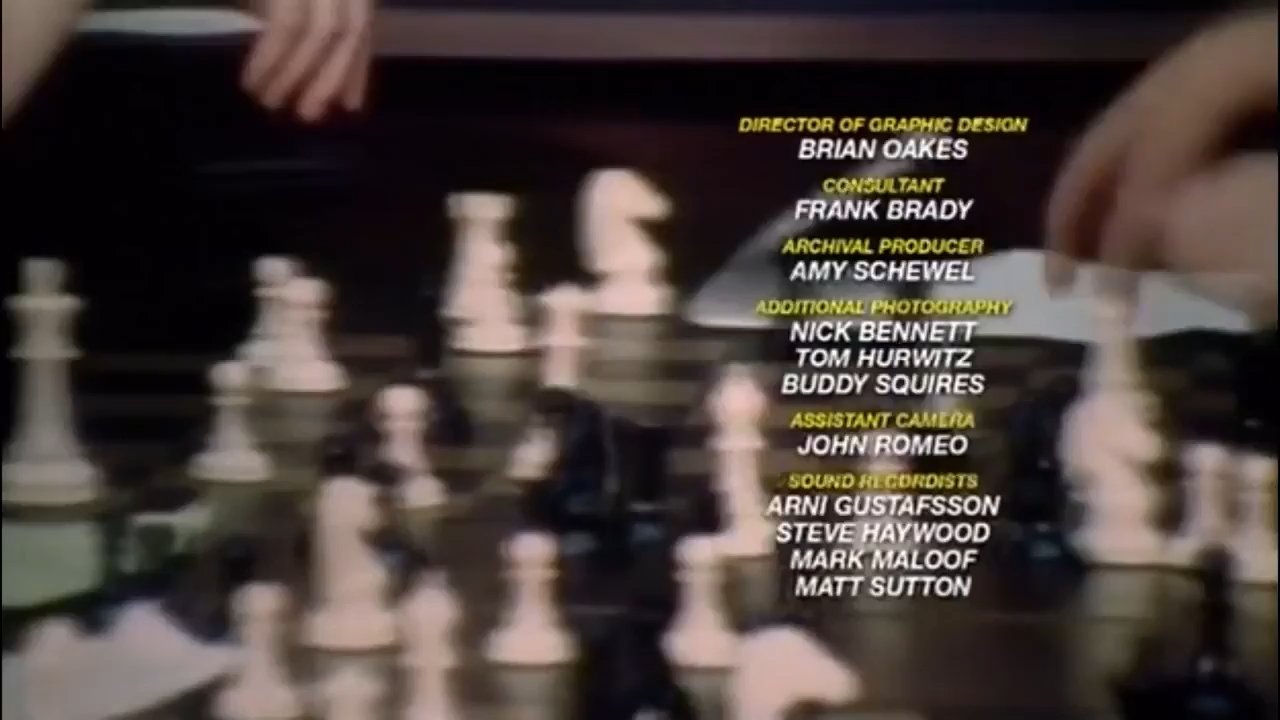 DIRECTOR OF GRAPHIC DESIGN
BRIAN OAKES
CONSULTANT
FRANK BRADY
ARCHIVAL PRODUCER
AMY SCHEWEL
ADDITIONAL PHOTOGRAPHY
NICK BENNETT
TOM HURWITZ
BUDDY SQUIRES
ASSISTANT CAMERA
JOHN ROMEO
SOUND RECORDISTS
ARNI GUSTAFSSON
STEVE HAYWOOD
MARK MALOOF
MATT SUTTON